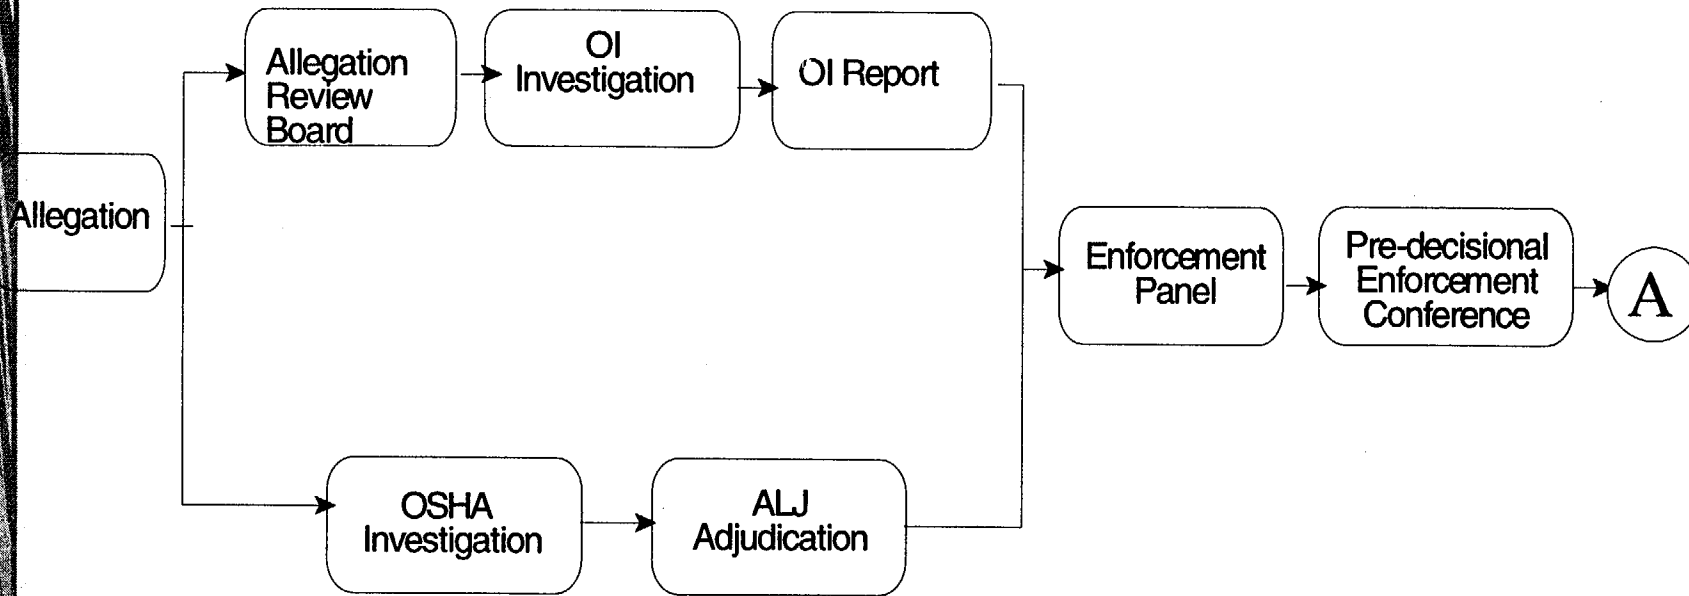 Allegation
Allegation
Review
Board
OI
Investigation
OI Report
OSHA
Investigation
ALJ
Adjudication
Enforcement
Panel
Pre-decisional
Enforcement
Conference
A